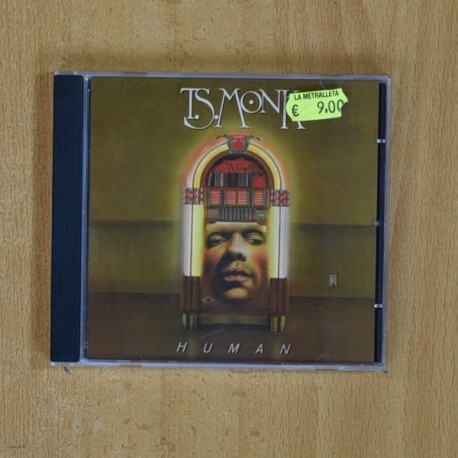 T.S. MONK
LA METRALLETA
€ 9,00
HUMAN